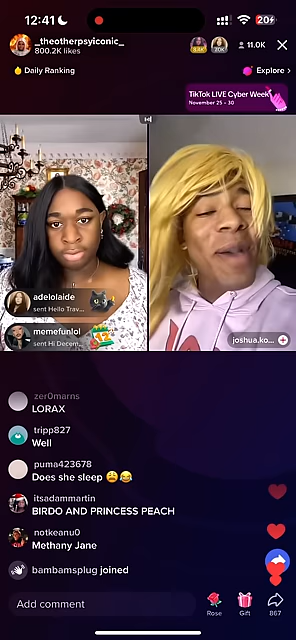 12:41
20
_theotherpsyiconic_
800.2K likes
11.0K
Daily Ranking
Explore >
TikTok LIVE Cyber Week
November 25 - 30
adelolaide
sent Hello Trav...
memefunlol
sent Hi Decem...
joshua.ko...
zer0marns
LORAX
tripp827
Well
puma423678
Does she sleep 😩😂
itsadammartin
BIRDO AND PRINCESS PEACH
notkeanu0
Methany Jane
bambamsplug joined
Add comment
Rose
Gift
867